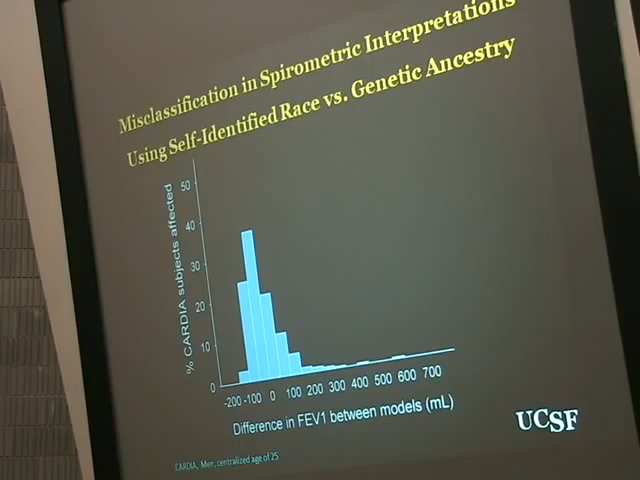 Misclassification in Spirometric Interpretations
Using Self-Identified Race vs. Genetic Ancestry
% CARDIA subjects affected
50
40
30
20
10
0
-200 -100 0 100 200 300 400 500 600 700
Difference in FEV1 between models (mL)
UCSF
CARDIA, Men, centralized age of 25